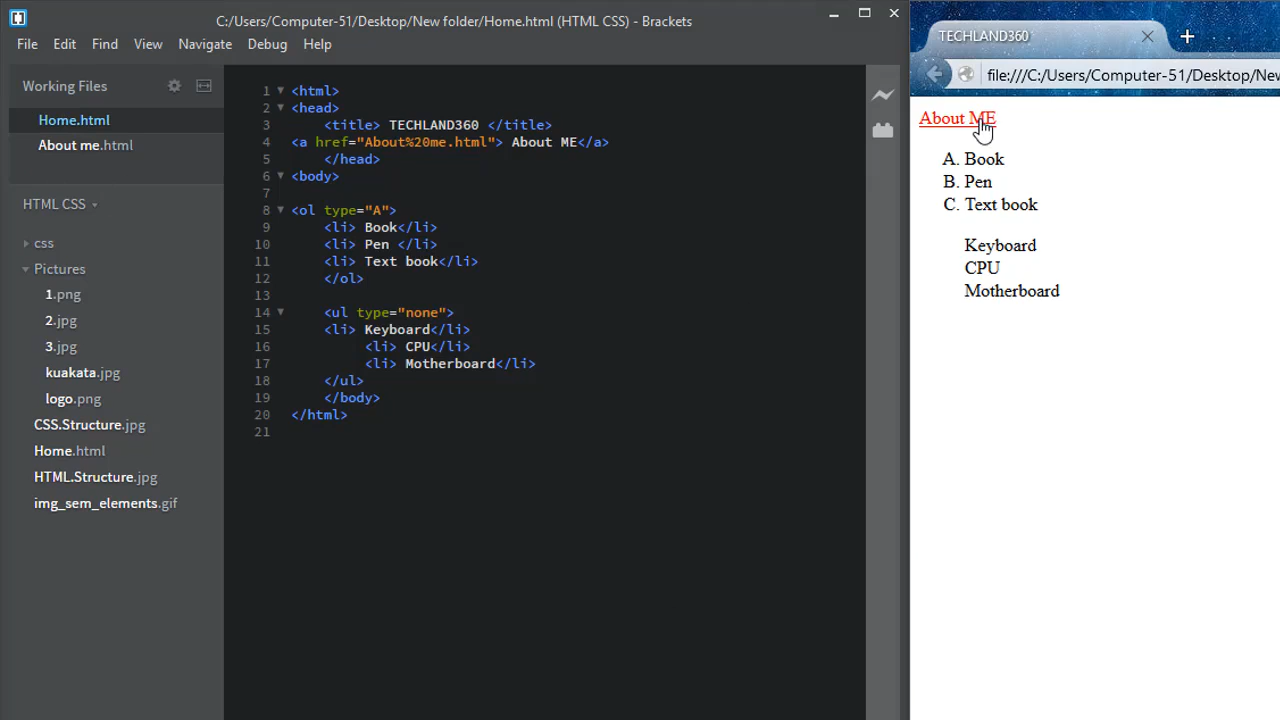 C:/Users/Computer-51/Desktop/New folder/Home.html (HTML CSS) - Brackets
File Edit Find View Navigate Debug Help
Working Files
Home.html
About me.html
HTML CSS
css
Pictures
1.png
2.jpg
3.jpg
kuakata.jpg
logo.png
CSS.Structure.jpg
Home.html
HTML.Structure.jpg
img_sem_elements.gif
1 <html>
2 <head>
3 <title> TECHLAND360 </title>
4 <a href="About%20me.html"> About ME</a>
5 </head>
6 <body>
7
8 <ol type="A">
9 <li> Book</li>
10 <li> Pen </li>
11 <li> Text book</li>
12 </ol>
13
14 <ul type="none">
15 <li> Keyboard</li>
16 <li> CPU</li>
17 <li> Motherboard</li>
18 </ul>
19 </body>
20 </html>
21
TECHLAND360
file:///C:/Users/Computer-51/Desktop/New
About ME
A. Book
B. Pen
C. Text book
Keyboard
CPU
Motherboard